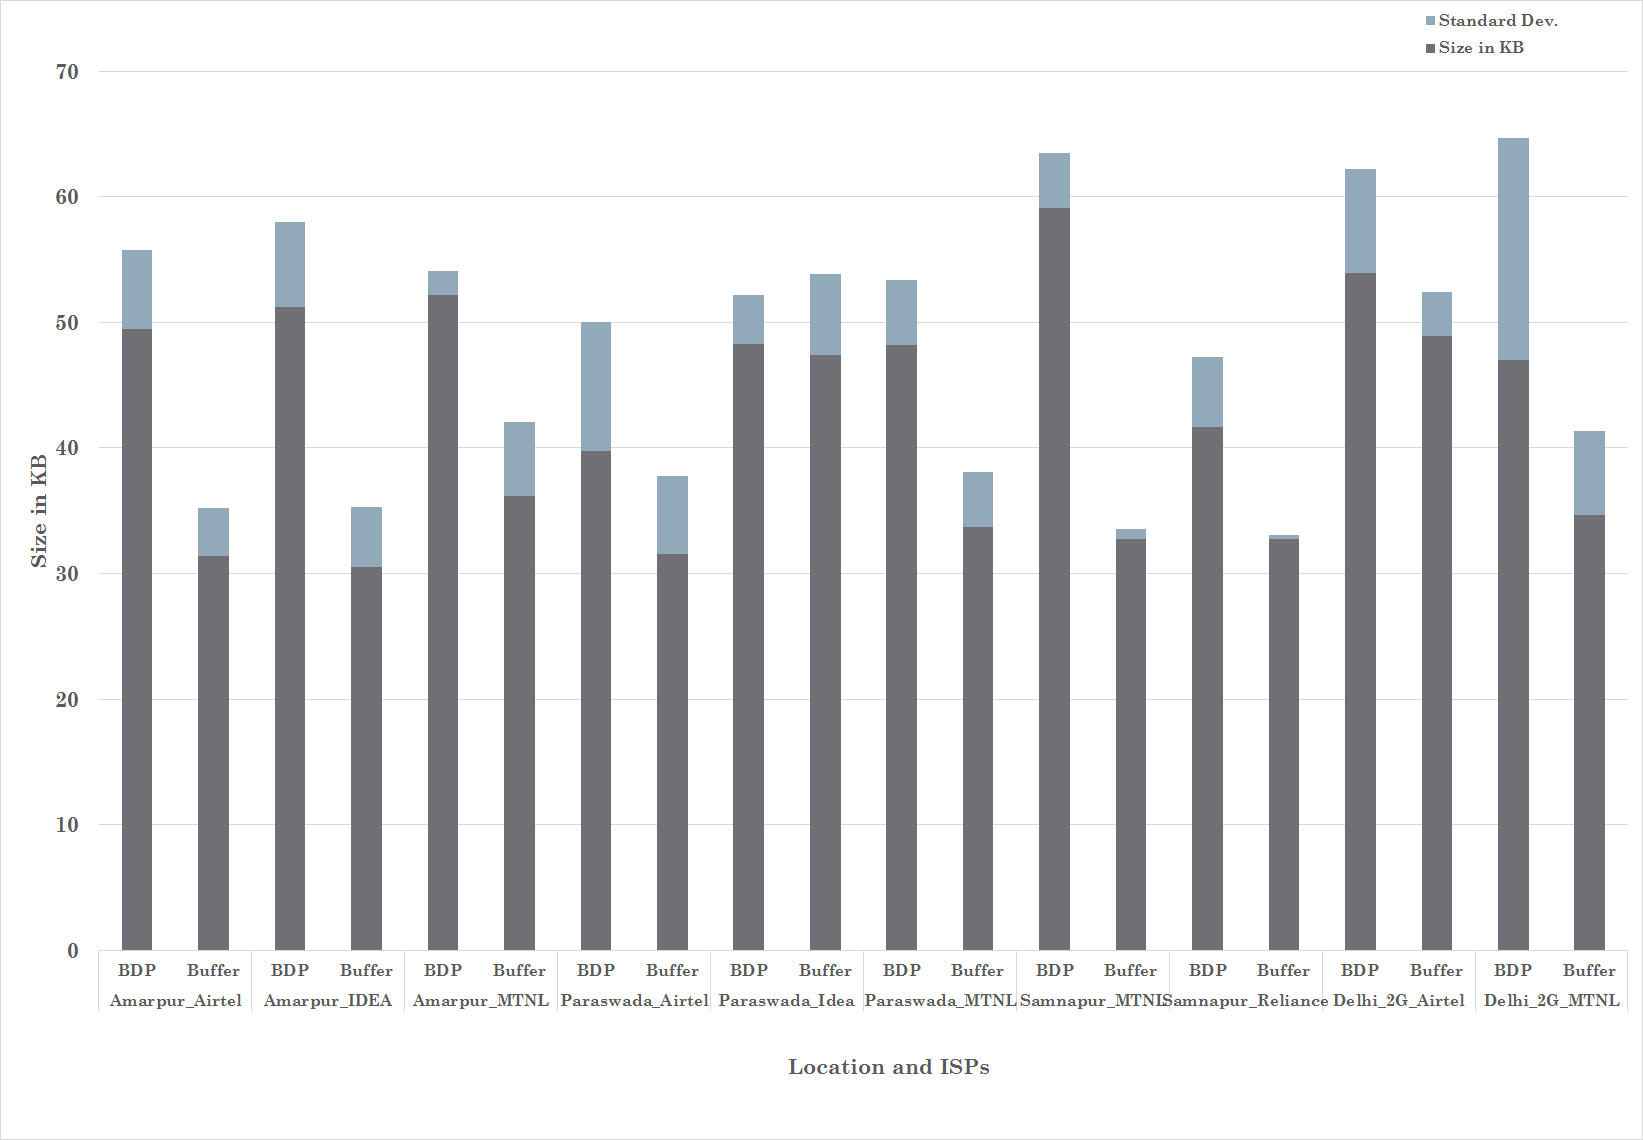 Standard Dev.
Size in KB
70
60
50
40
30
20
10
0
Size in KB
BDP Buffer BDP Buffer BDP Buffer BDP Buffer BDP Buffer BDP Buffer BDP Buffer BDP Buffer BDP Buffer BDP Buffer
Amarpur_Airtel Amarpur_IDEA Amarpur_MTNL Paraswada_Airtel Paraswada_Idea Paraswada_MTNL Samnapur_MTNL Samnapur_Reliance Delhi_2G_Airtel Delhi_2G_MTNL
Location and ISPs